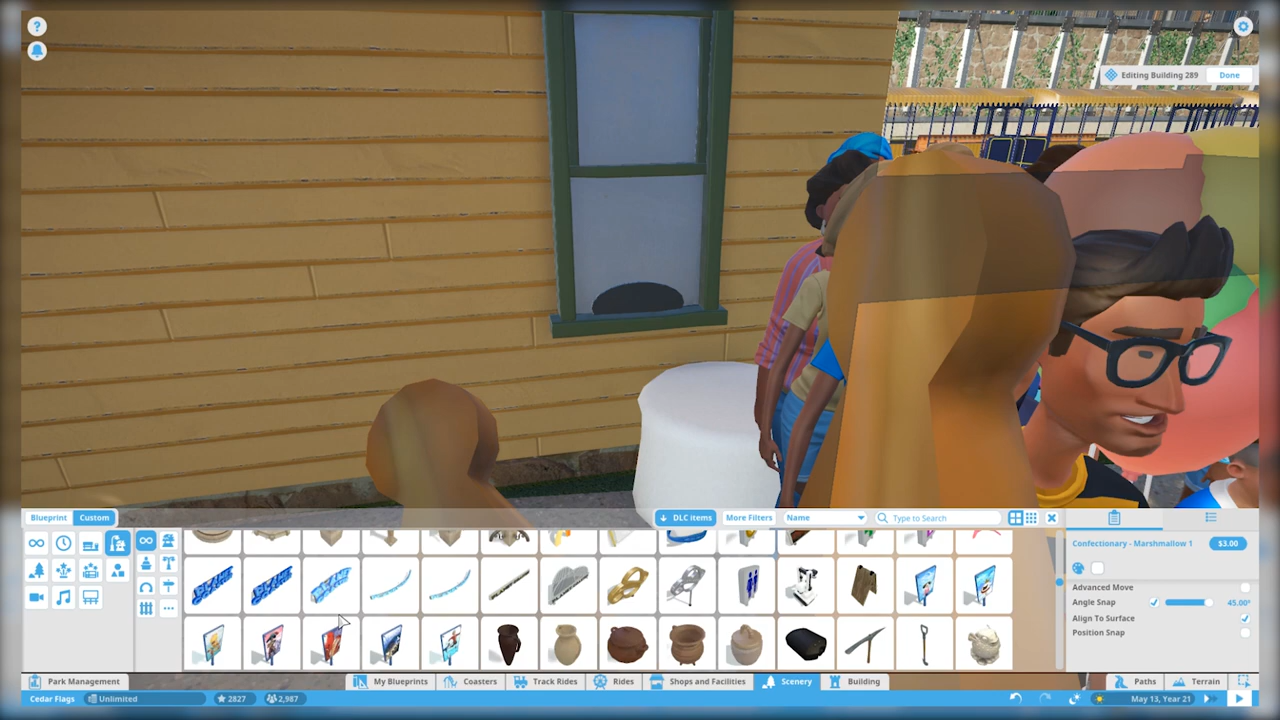 ?
Editing Building 289 Done
Blueprint Custom
DLC items More Filters Name Type to Search
Confectionary - Marshmallow 1 $3.00
Advanced Move
Angle Snap 45.00°
Align To Surface
Position Snap
Park Management My Blueprints Coasters Track Rides Rides Shops and Facilities Scenery Building Paths Terrain
Cedar Flags Unlimited 2827 2,987 May 13, Year 21